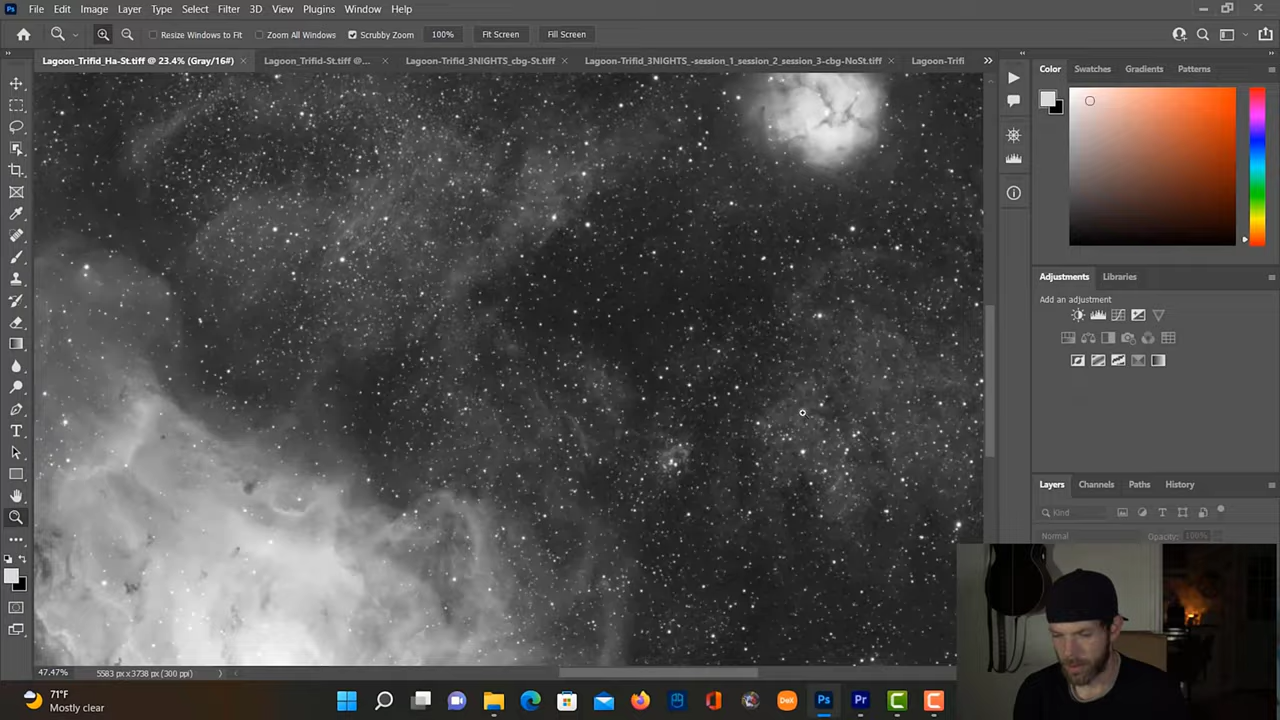 Ps File Edit Image Layer Type Select Filter 3D View Plugins Window Help
Resize Windows to Fit Zoom All Windows Scrubby Zoom 100% Fit Screen Fill Screen
Lagoon_Trifid_Ha-St.tiff @ 23.4% (Gray/16#) Lagoon_Trifid-St.tiff @... Lagoon-Trifid_3NIGHTS_cbg-St.tiff Lagoon-Trifid_3NIGHTS_-session_1_session_2_session_3-cbg-NoSt.tiff Lagoon-Trifi
Color Swatches Gradients Patterns
Adjustments Libraries
Add an adjustment
Layers Channels Paths History
Kind
Normal Opacity: 100%
47.47% 5583 px x 3738 px (300 ppi)
71°F
Mostly clear
DeX Ps Pr C C